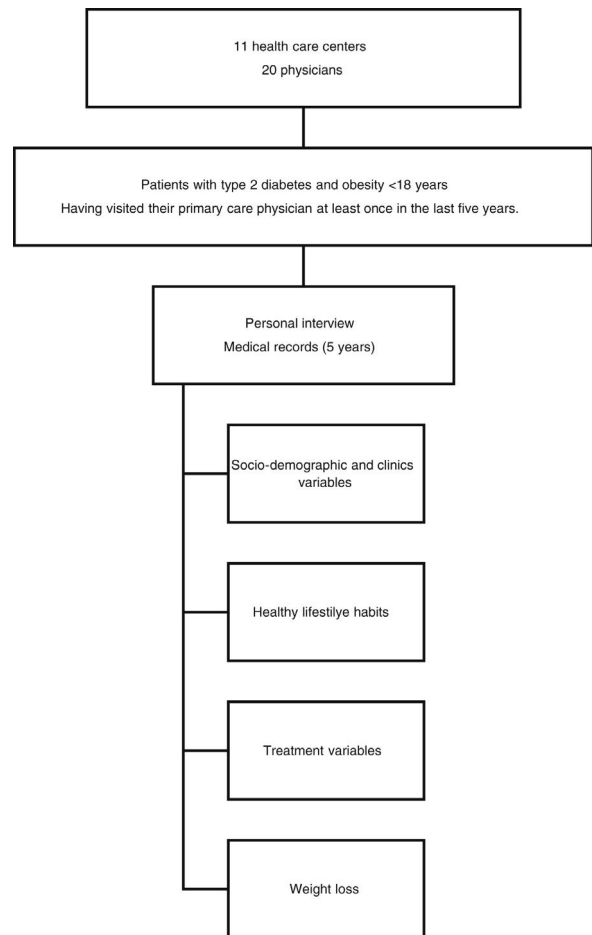 11 health care centers
20 physicians
Patients with type 2 diabetes and obesity <18 years
Having visited their primary care physician at least once in the last five years.
Personal interview
Medical records (5 years)
Socio-demographic and clinics
variables
Healthy lifestilye habits
Treatment variables
Weight loss